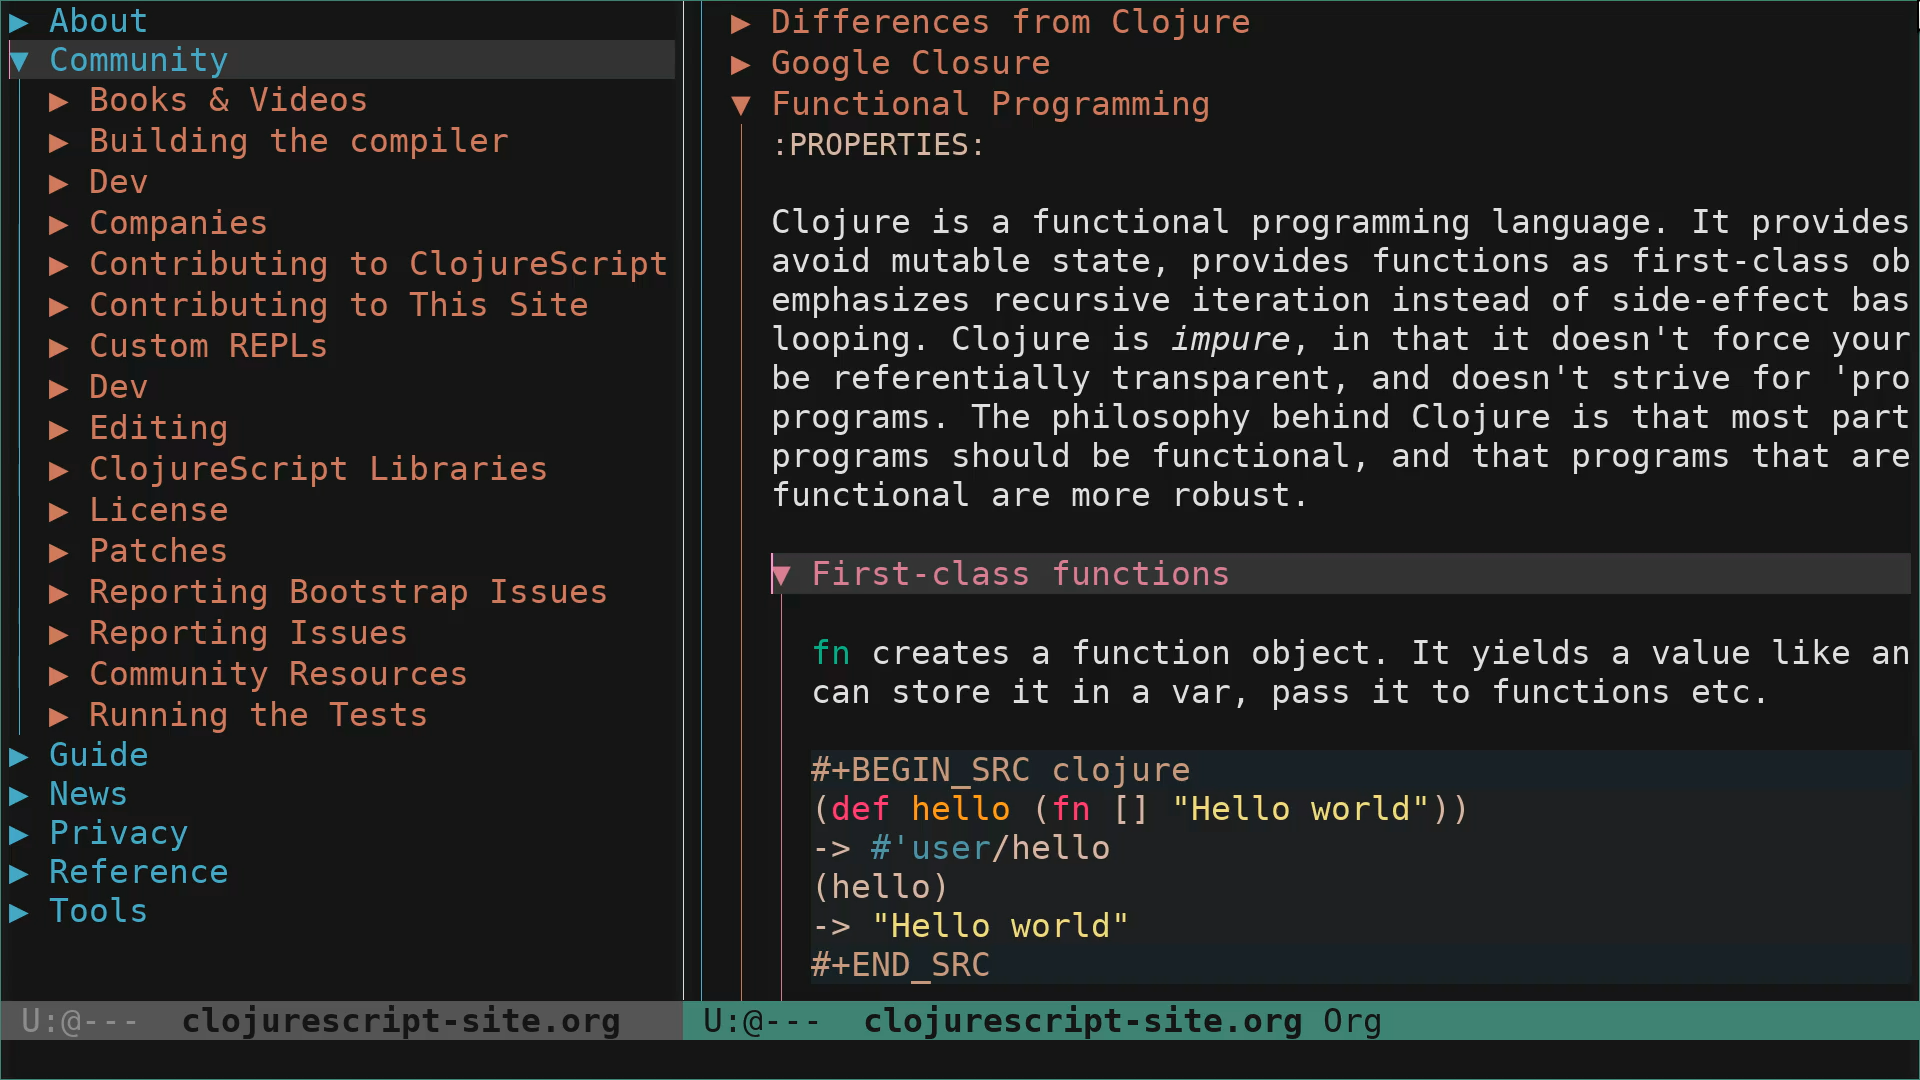 ▶ About
▼ Community
▶ Books & Videos
▶ Building the compiler
▶ Dev
▶ Companies
▶ Contributing to ClojureScript
▶ Contributing to This Site
▶ Custom REPLs
▶ Dev
▶ Editing
▶ ClojureScript Libraries
▶ License
▶ Patches
▶ Reporting Bootstrap Issues
▶ Reporting Issues
▶ Community Resources
▶ Running the Tests
▶ Guide
▶ News
▶ Privacy
▶ Reference
▶ Tools
U:@--- clojurescript-site.org
▶ Differences from Clojure
▶ Google Closure
▼ Functional Programming
:PROPERTIES:
Clojure is a functional programming language. It provides
avoid mutable state, provides functions as first-class ob
emphasizes recursive iteration instead of side-effect bas
looping. Clojure is impure, in that it doesn't force your
be referentially transparent, and doesn't strive for 'pro
programs. The philosophy behind Clojure is that most part
programs should be functional, and that programs that are
functional are more robust.
▼ First-class functions
fn creates a function object. It yields a value like an
can store it in a var, pass it to functions etc.
#+BEGIN_SRC clojure
(def hello (fn [] "Hello world"))
-> #'user/hello
(hello)
-> "Hello world"
#+END_SRC
U:@--- clojurescript-site.org Org